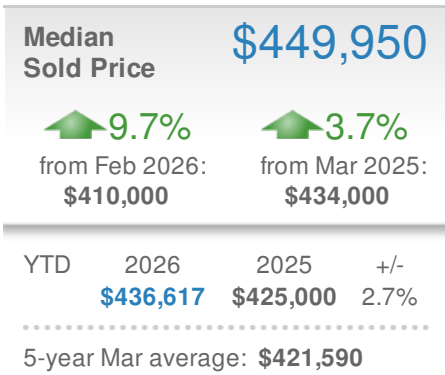 Median $449,950
Sold Price
9.7% 3.7%
from Feb 2026: from Mar 2025:
$410,000 $434,000
YTD 2026 2025 +/-
$436,617 $425,000 2.7%
5-year Mar average: $421,590